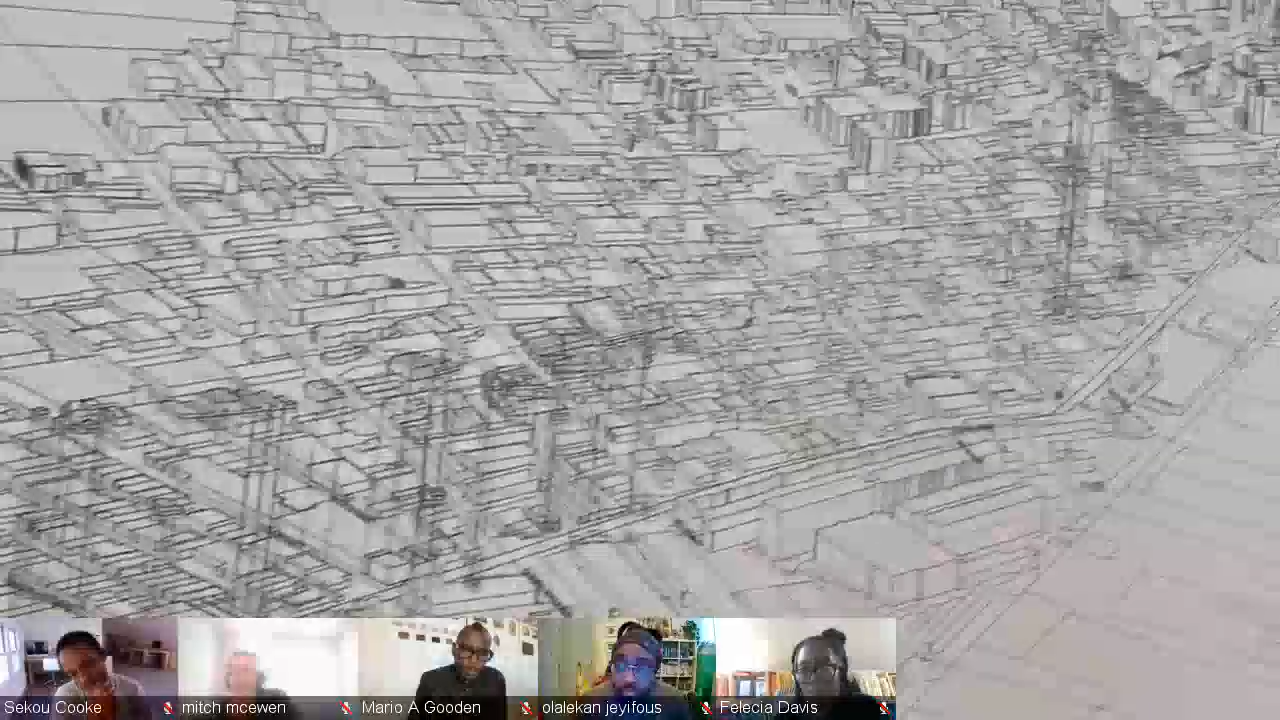 Sekou Cooke
mitch mcewen
Mario A Gooden
olalekan jeyifous
Felecia Davis